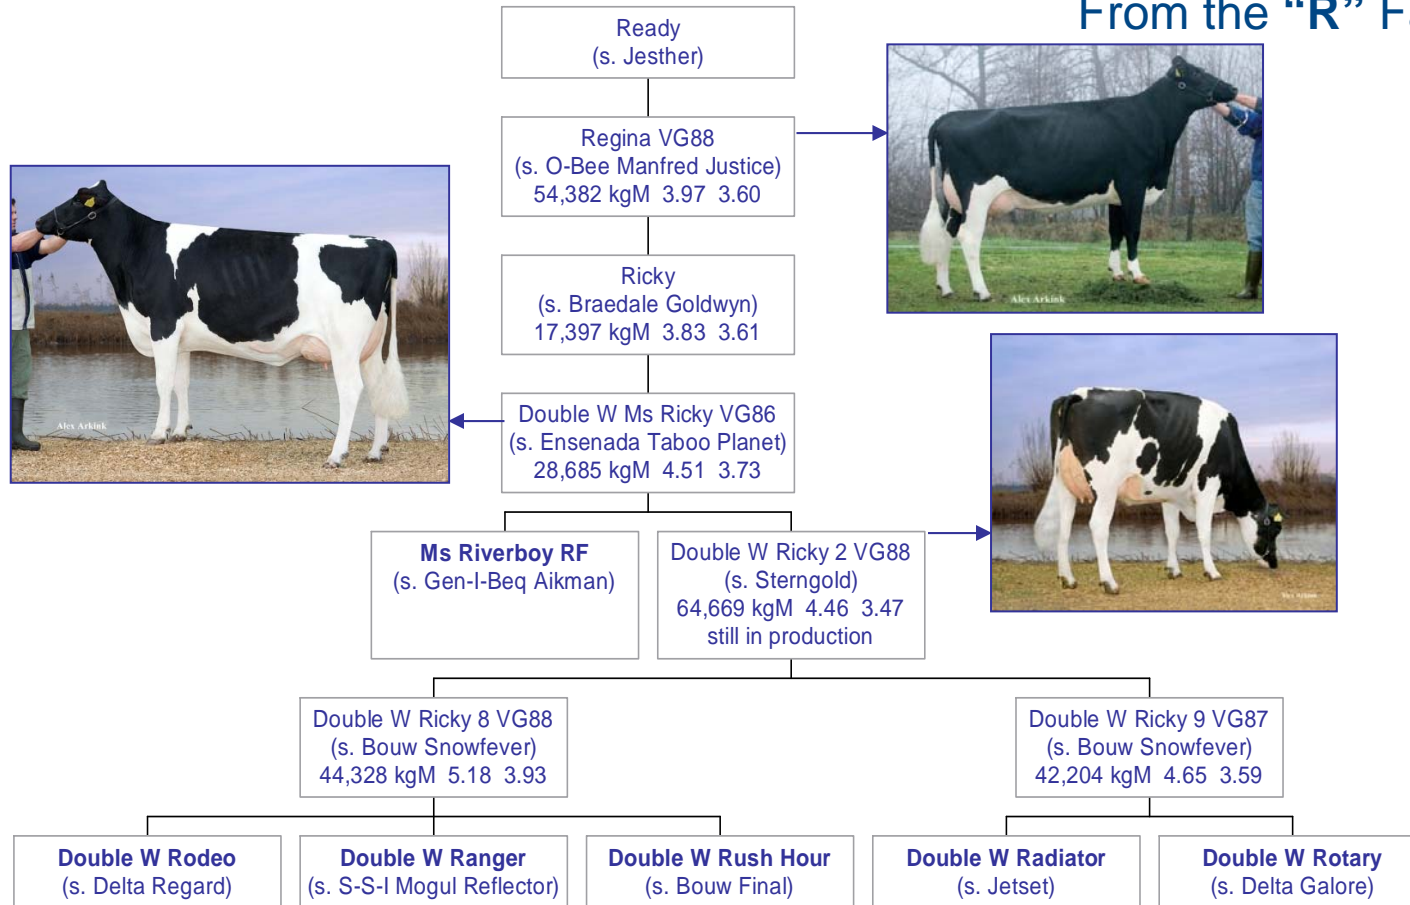 From the “R” Fa
Ready
(s. Jesther)
Regina VG88
(s. O-Bee Manfred Justice)
54,382 kgM 3.97 3.60
Alex Arkink
Ricky
(s. Braedale Goldwyn)
17,397 kgM 3.83 3.61
Double W Ms Ricky VG86
(s. Ensenada Taboo Planet)
28,685 kgM 4.51 3.73
Alex Arkink
Ms Riverboy RF
(s. Gen-I-Beq Aikman)
Double W Ricky 2 VG88
(s. Sterngold)
64,669 kgM 4.46 3.47
still in production
Alex Arkink
Double W Ricky 8 VG88
(s. Bouw Snowfever)
44,328 kgM 5.18 3.93
Double W Ricky 9 VG87
(s. Bouw Snowfever)
42,204 kgM 4.65 3.59
Double W Rodeo
(s. Delta Regard)
Double W Ranger
(s. S-S-I Mogul Reflector)
Double W Rush Hour
(s. Bouw Final)
Double W Radiator
(s. Jetset)
Double W Rotary
(s. Delta Galore)